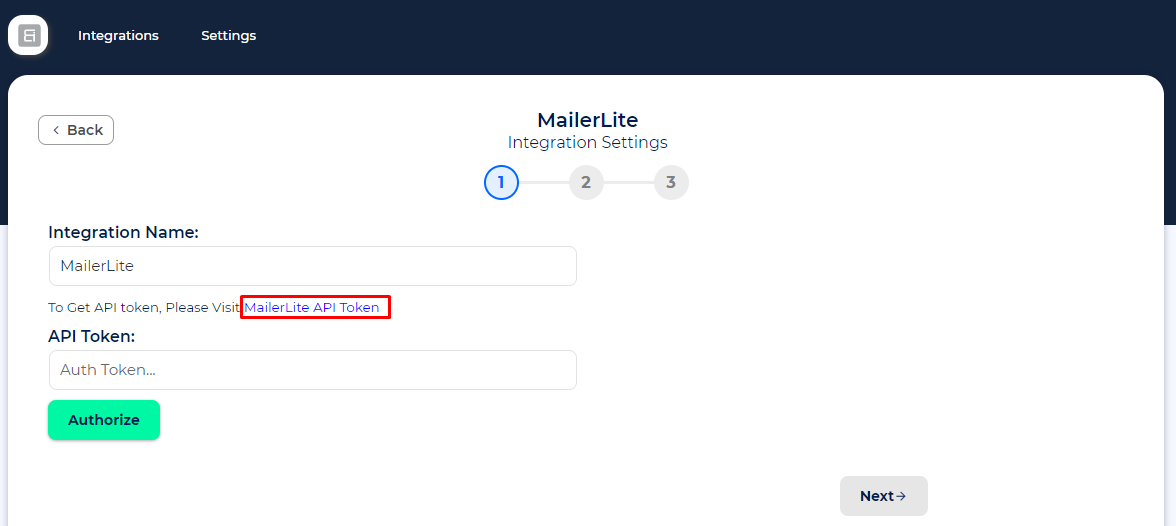 Integrations Settings
Back
MailerLite
Integration Settings
1 2 3
Integration Name:
MailerLite
To Get API token, Please Visit MailerLite API Token
API Token:
Auth Token...
Authorize
Next